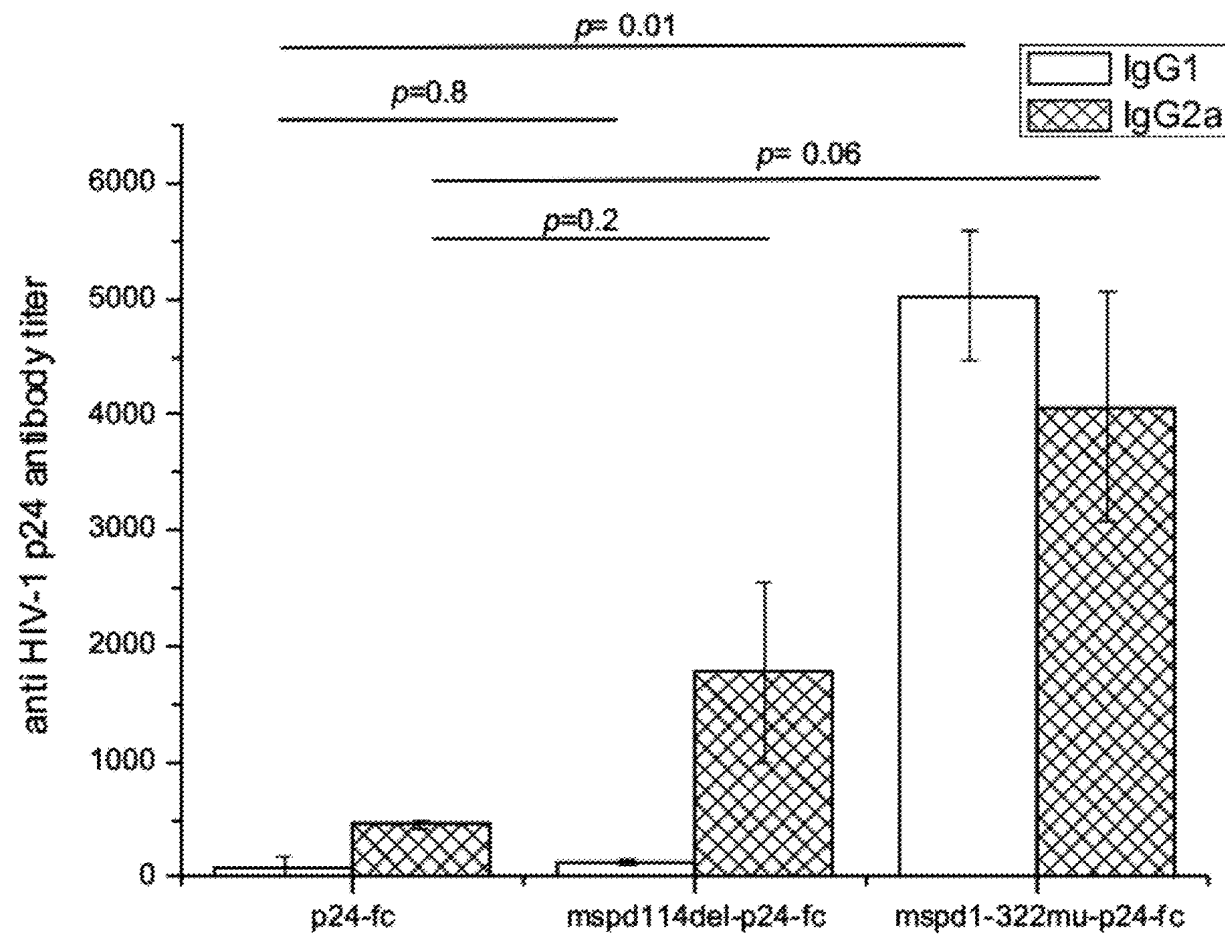 p= 0.01
IgG1
IgG2a
p=0.8
p= 0.06
p=0.2
6000
5000
4000
3000
2000
1000
0
anti HIV-1 p24 antibody titer
p24-fc
mspd114del-p24-fc
mspd1-322mu-p24-fc